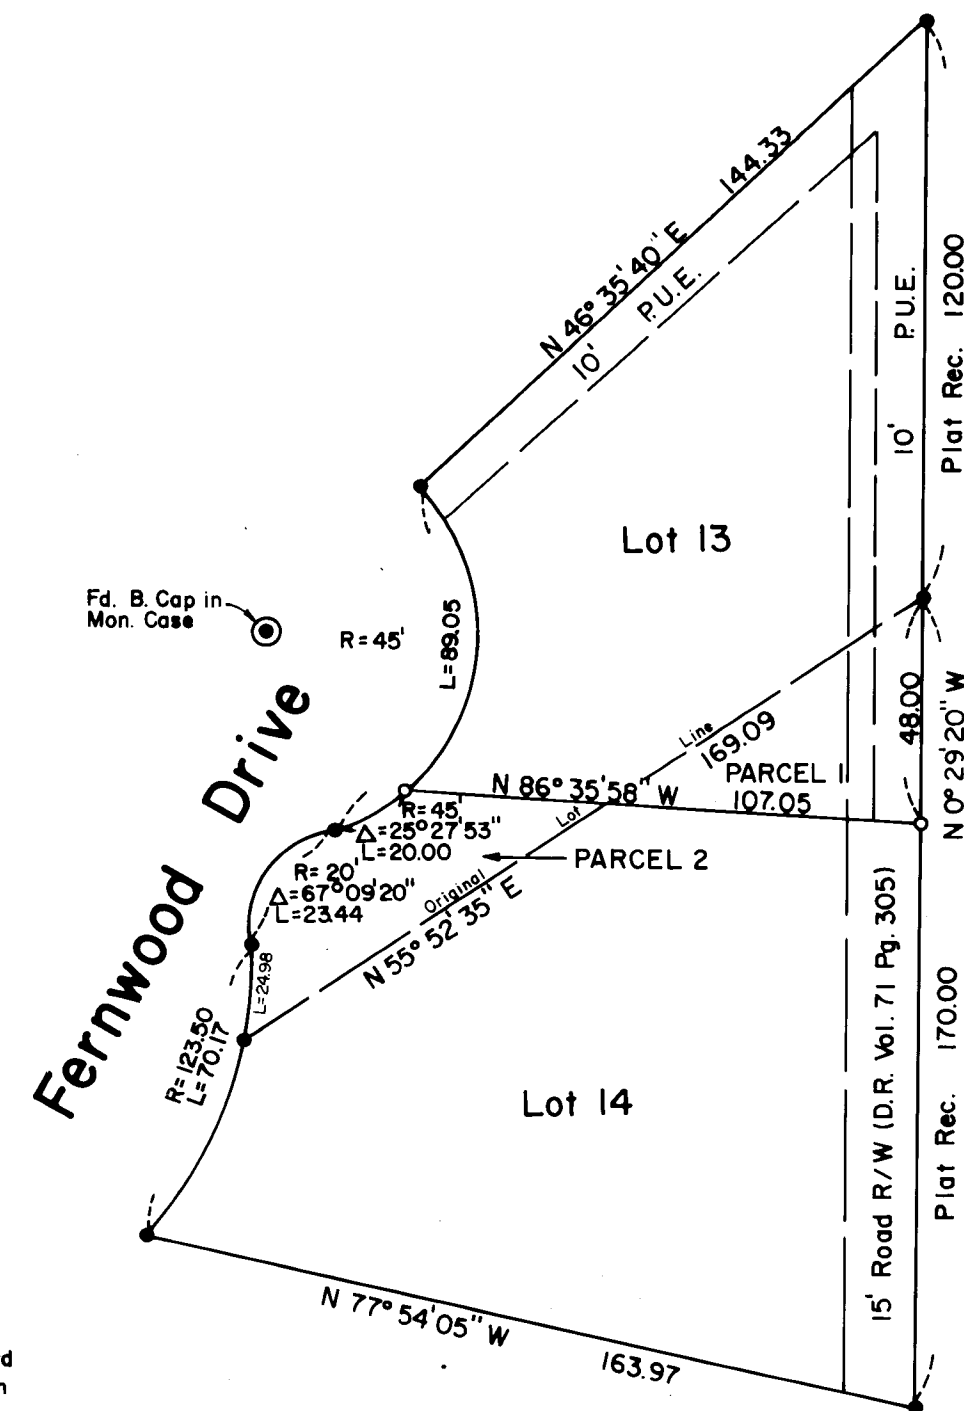 144.33
N 46° 35' 40" E
10' P.U.E.
10' P.U.E.
Plat Rec. 120.00
Lot 13
Fd. B. Cap in
Mon. Case
R = 45'
L = 89.05
Fernwood Drive
Line
169.09
48.00
N 0° 29' 20" W
PARCEL 1
N 86° 35' 58" W
107.05
Lot
R = 45'
Δ = 25° 27' 53"
L = 20.00
PARCEL 2
R = 20'
Δ = 67° 09' 20"
L = 23.44
Original
N 55° 52' 35" E
L = 24.98
R = 123.50
L = 70.17
Lot 14
15' Road R/W (D.R. Vol. 71 Pg. 305)
Plat Rec. 170.00
N 77° 54' 05" W
163.97
d
n